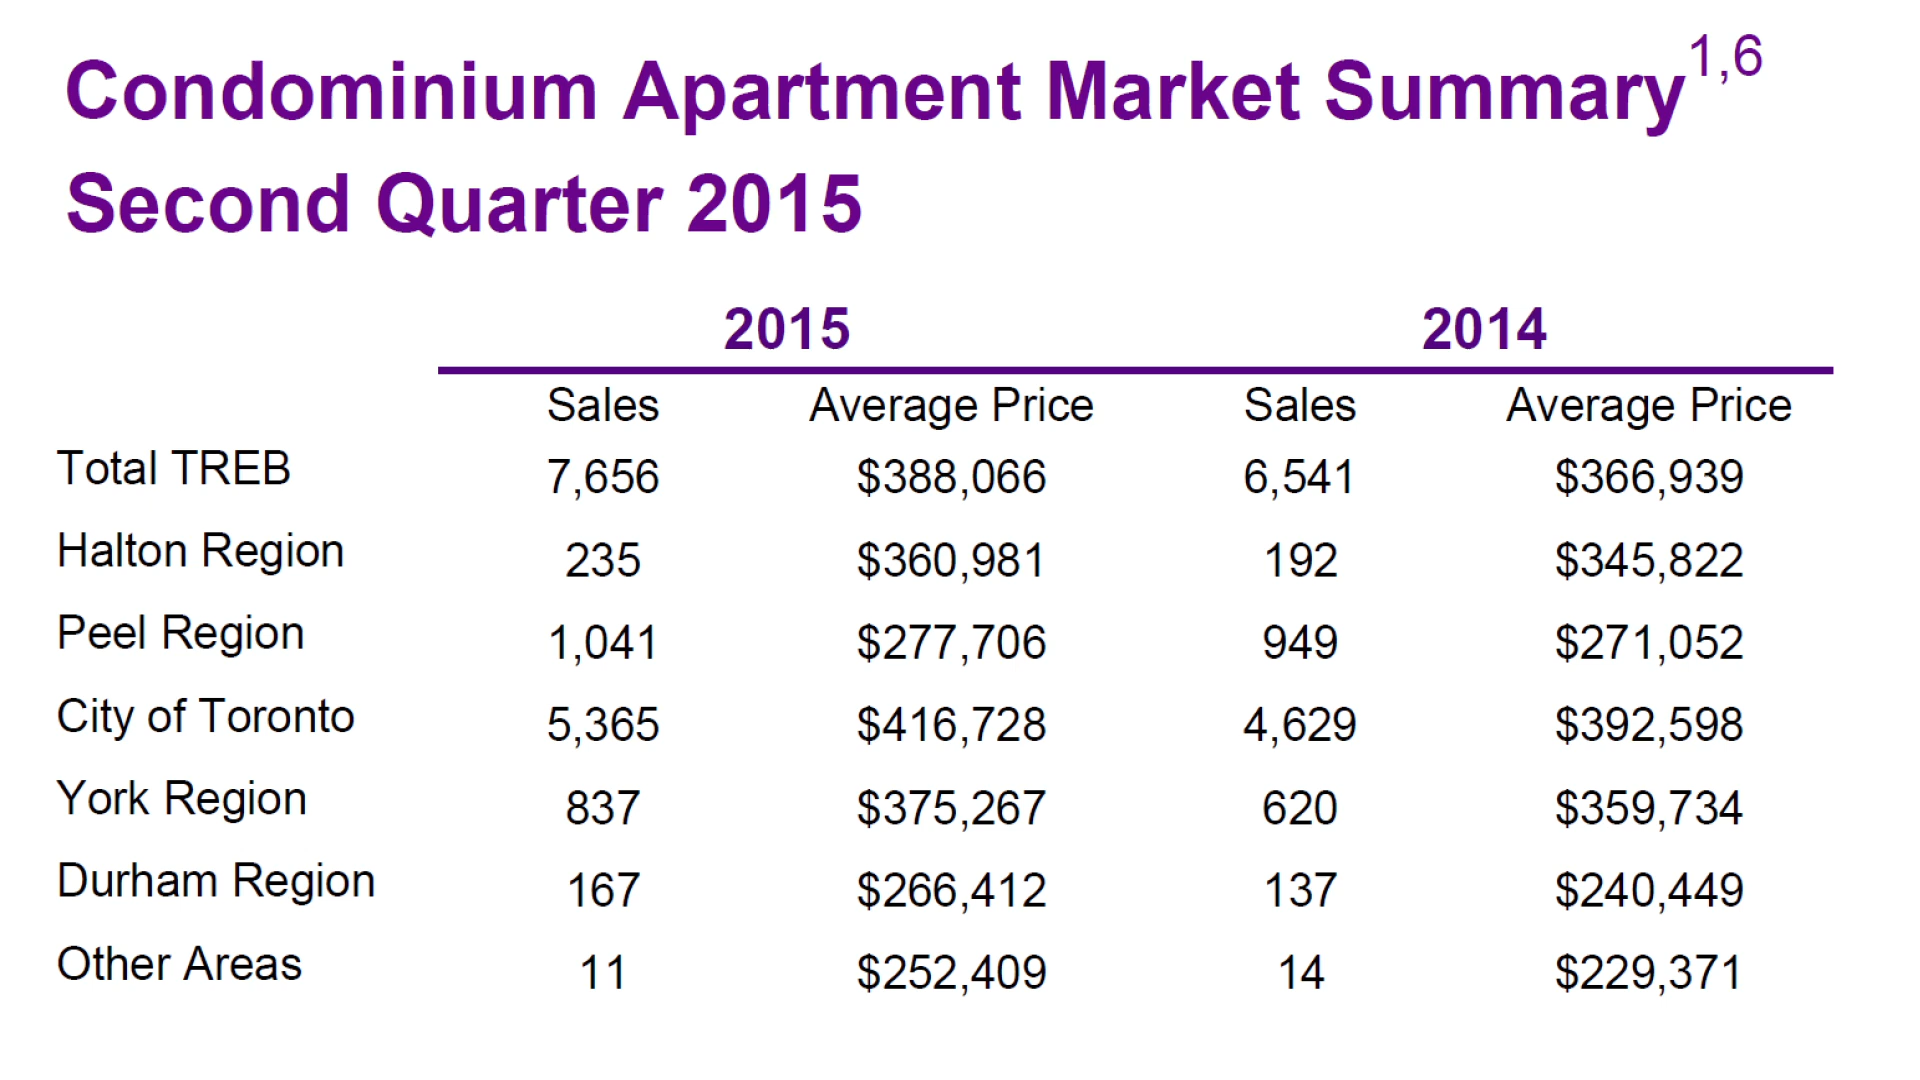 Condominium Apartment Market Summary1,6
Second Quarter 2015
2015 2014
Sales Average Price Sales Average Price
Total TREB 7,656 $388,066 6,541 $366,939
Halton Region 235 $360,981 192 $345,822
Peel Region 1,041 $277,706 949 $271,052
City of Toronto 5,365 $416,728 4,629 $392,598
York Region 837 $375,267 620 $359,734
Durham Region 167 $266,412 137 $240,449
Other Areas 11 $252,409 14 $229,371